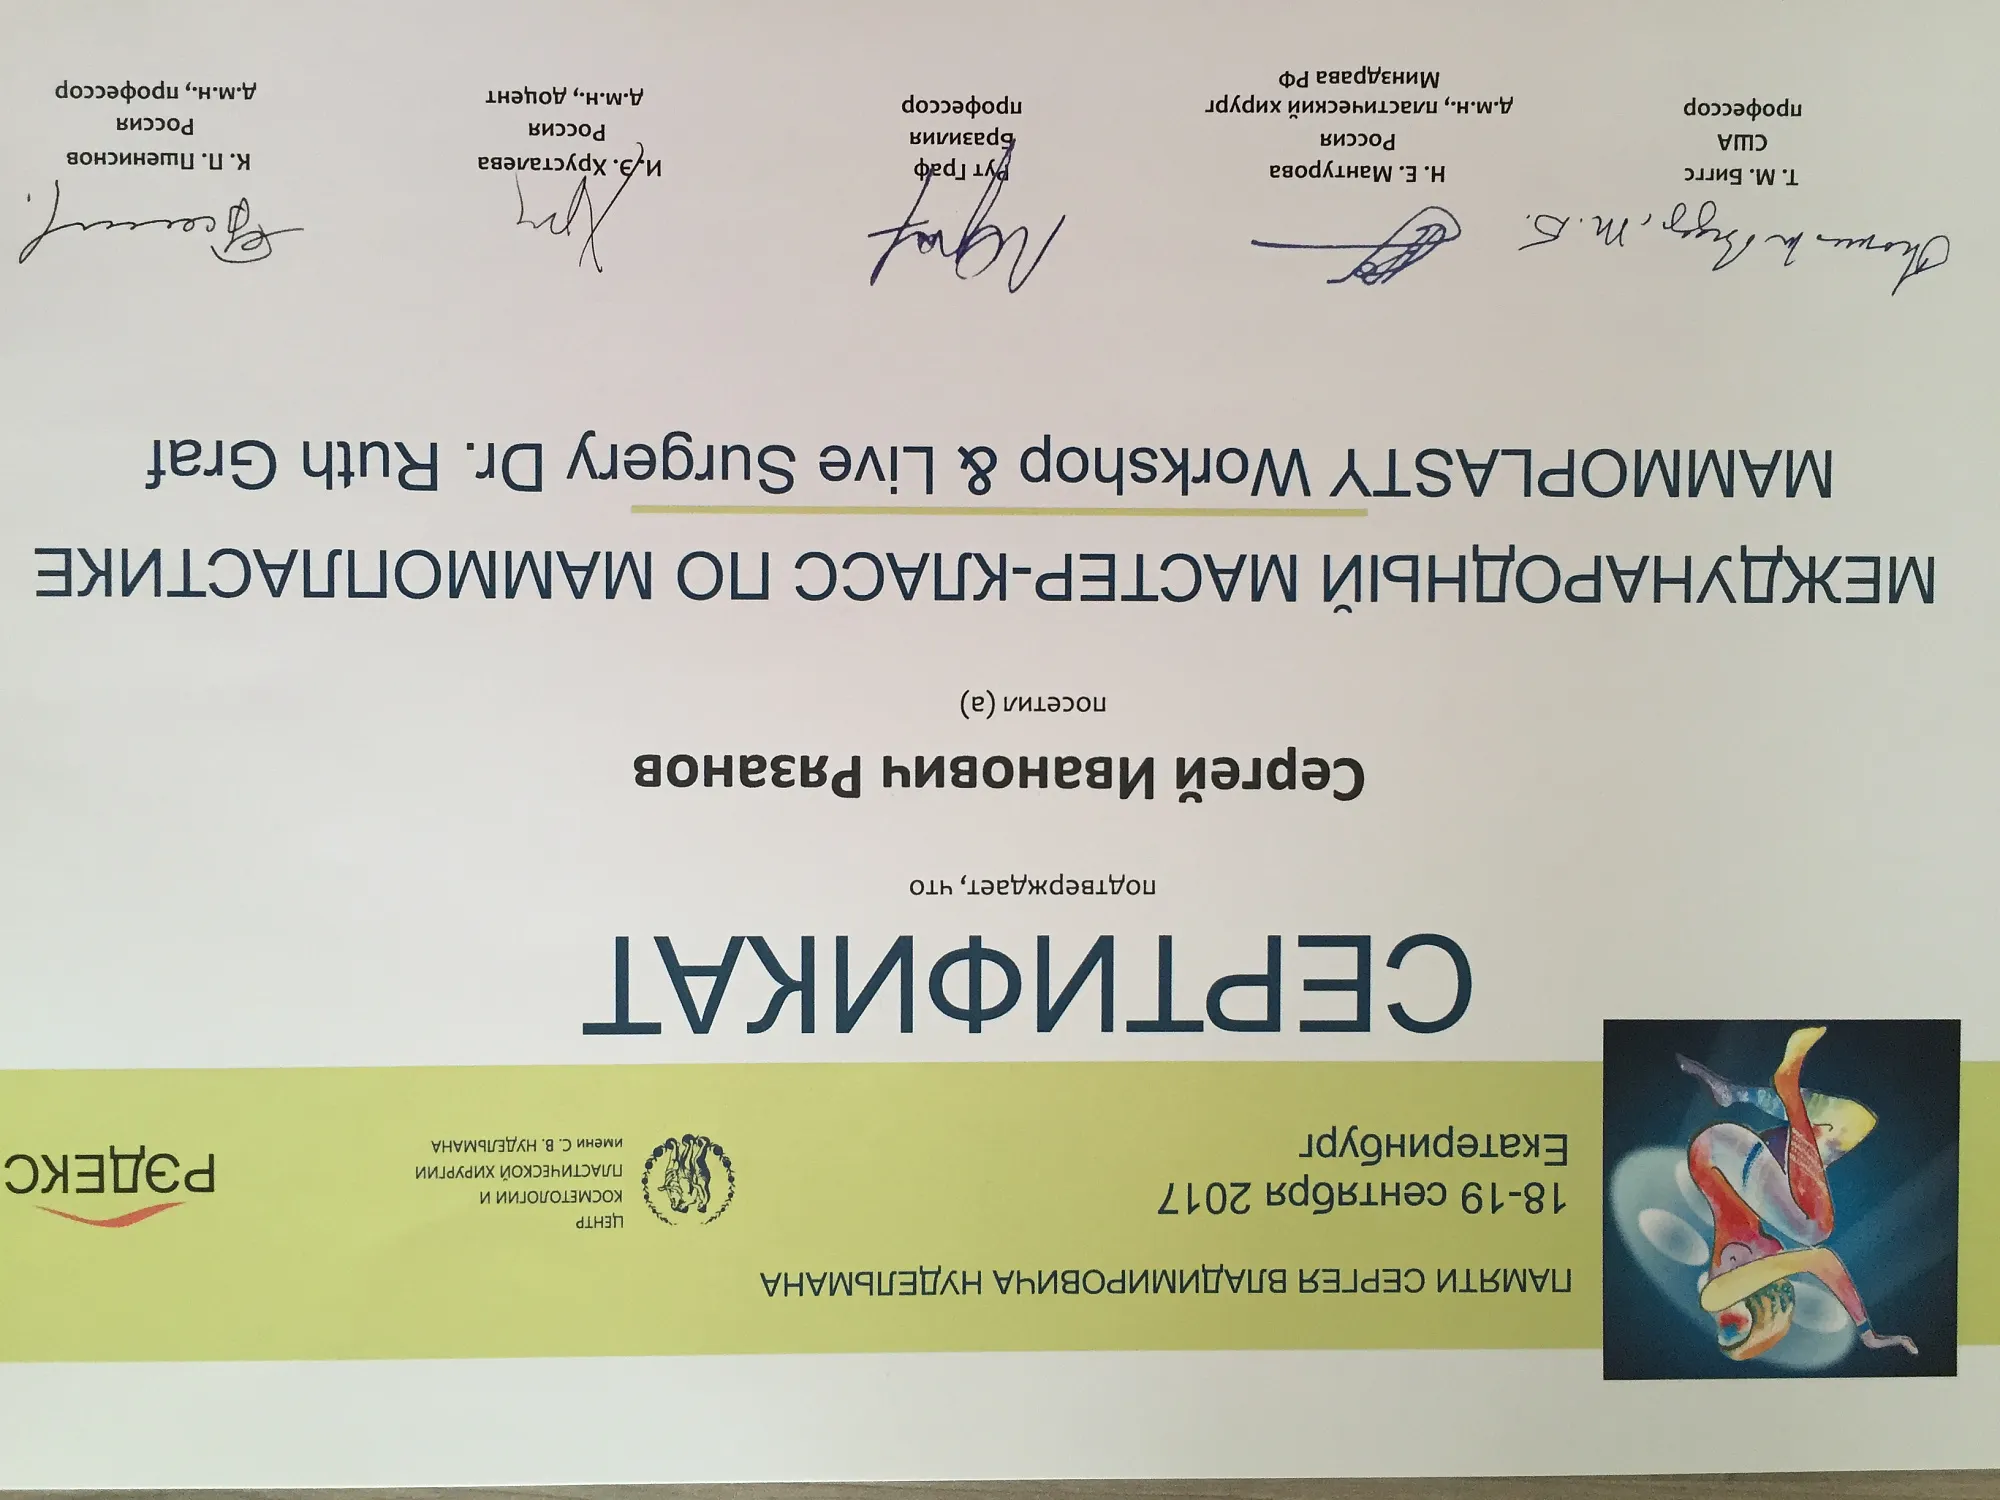 ПАМЯТИ СЕРГЕЯ ВЛАДИМИРОВИЧА НУДЕЛЬМАНА
18-19 сентября 2017
Екатеринбург
ЦЕНТР
КОСМЕТОЛОГИИ И
ПЛАСТИЧЕСКОЙ ХИРУРГИИ
ИМЕНИ С. В. НУДЕЛЬМАНА
РЭДЕКС
СЕРТИФИКАТ
подтверждает, что
Сергей Иванович Рязанов
посетил (а)
МЕЖДУНАРОДНЫЙ МАСТЕР-КЛАСС ПО МАММОПЛАСТИКЕ
MAMMOPLASTY Workshop & Live Surgery Dr. Ruth Graf
Т. М. Биггс
США
профессор
Н. Е. Мантурова
Россия
д.м.н., пластический хирург
Минздрава РФ
Рут Граф
Бразилия
профессор
И. Э. Хрусталева
Россия
д.м.н., доцент
К. П. Пшениснов
Россия
д.м.н., профессор